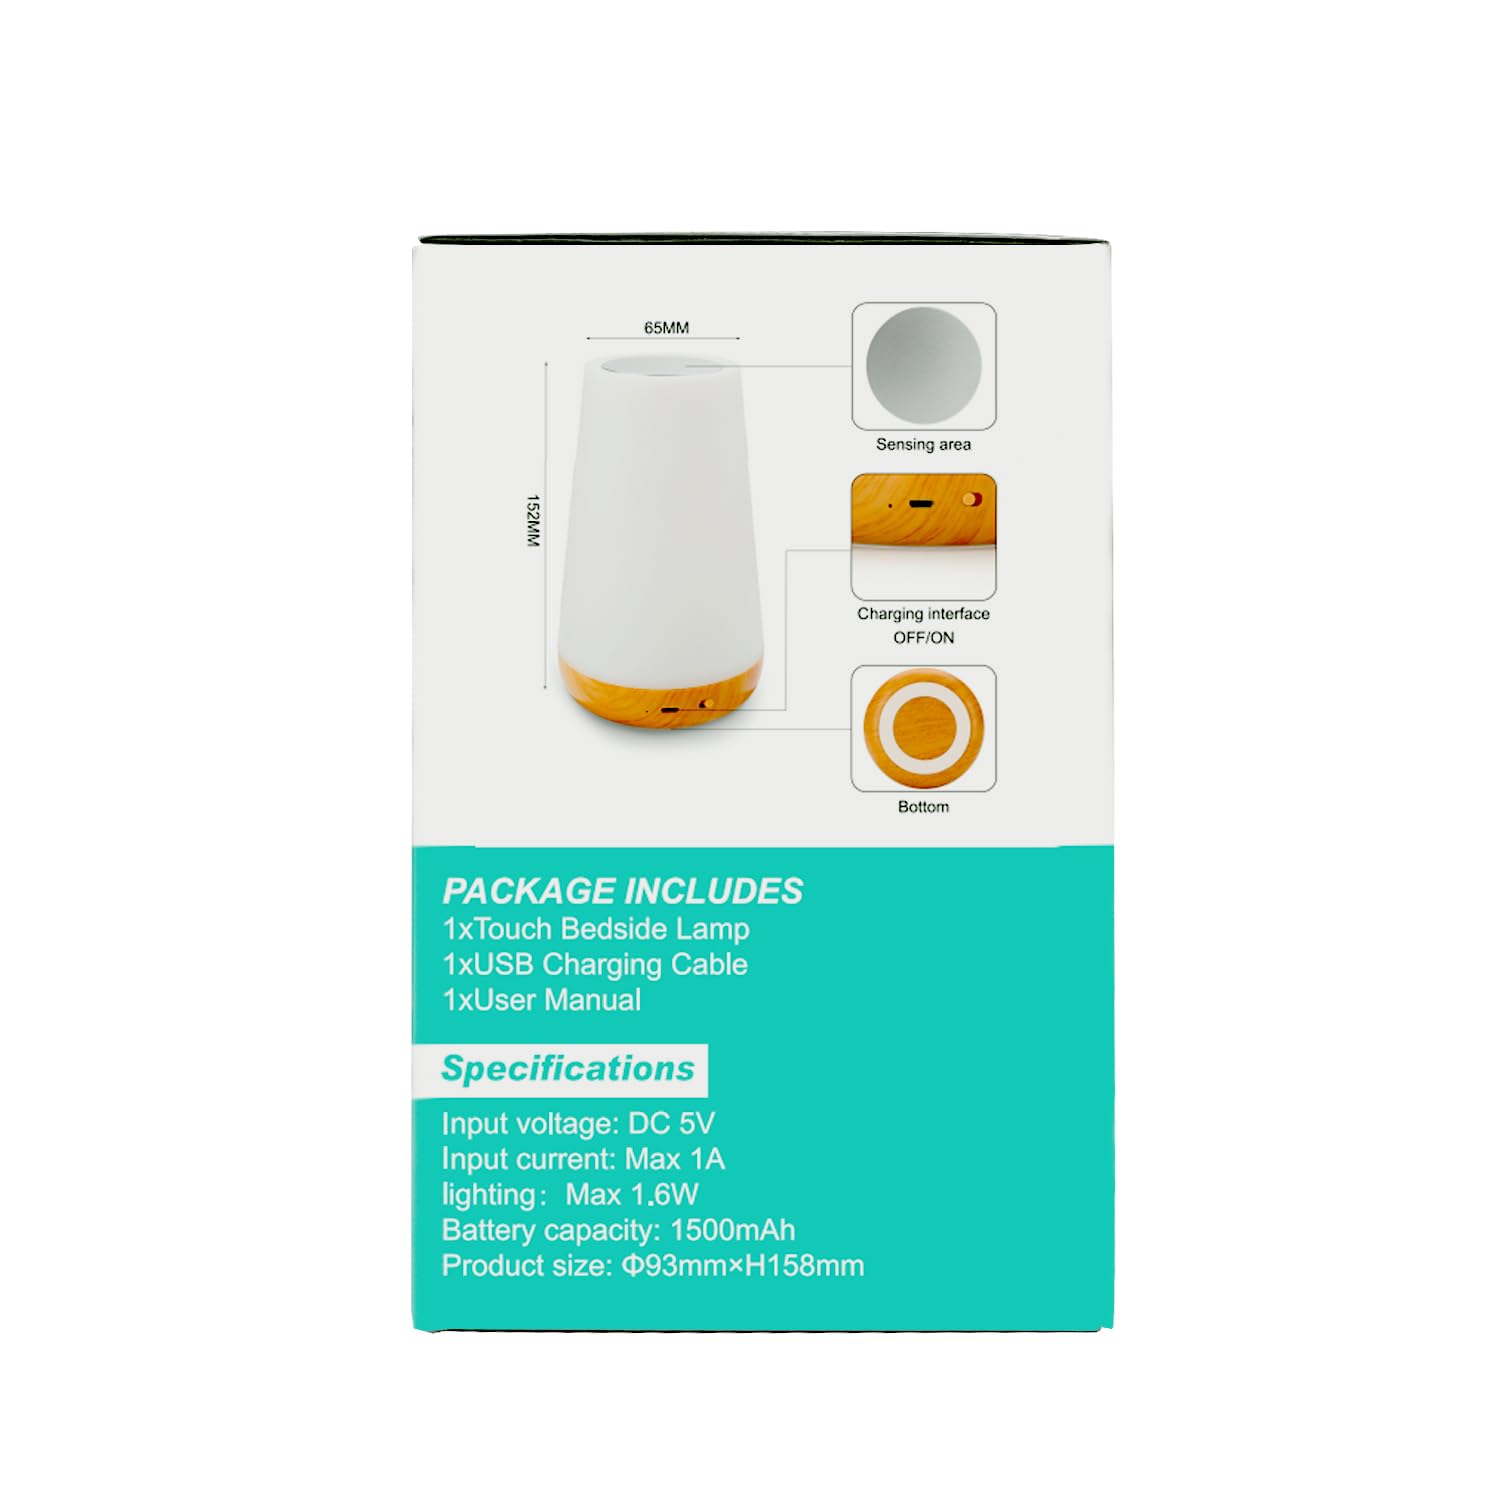 65MM
152MM
Sensing area
Charging interface
OFF/ON
Bottom
PACKAGE INCLUDES
1xTouch Bedside Lamp
1xUSB Charging Cable
1xUser Manual
Specifications
Input voltage: DC 5V
Input current: Max 1A
lighting： Max 1.6W
Battery capacity: 1500mAh
Product size: Φ93mm×H158mm